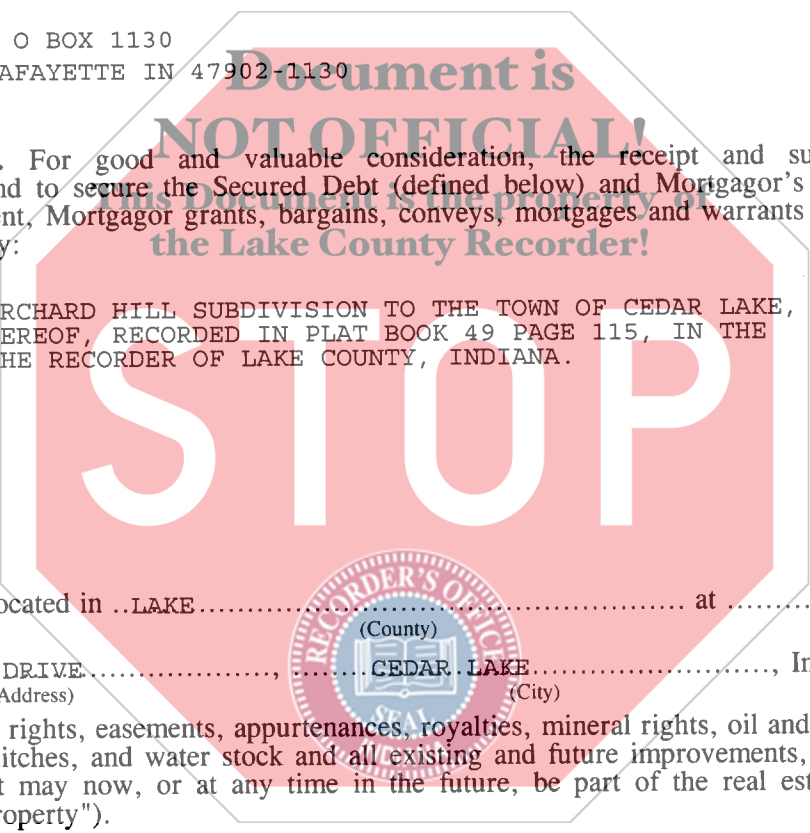 O BOX 1130
AFAYETTE IN 47902-1130
Document is
NOT OFFICIAL!
. For good and valuable consideration, the receipt and su
nd to secure the Secured Debt (defined below) and Mortgagor's
This Document is the property of
ent, Mortgagor grants, bargains, conveys, mortgages and warrants
the Lake County Recorder!
y:
RCHARD HILL SUBDIVISION TO THE TOWN OF CEDAR LAKE,
EREOF, RECORDED IN PLAT BOOK 49 PAGE 115, IN THE
HE RECORDER OF LAKE COUNTY, INDIANA.
STOP
ocated in ..LAKE.................................................................... at ..........
(County)
DRIVE......................, ........CEDAR LAKE............................., In
Address) (City)
RECORDER'S OFFICE
SEAL
INDIANA
rights, easements, appurtenances, royalties, mineral rights, oil and
itches, and water stock and all existing and future improvements,
t may now, or at any time in the future, be part of the real est
roperty").